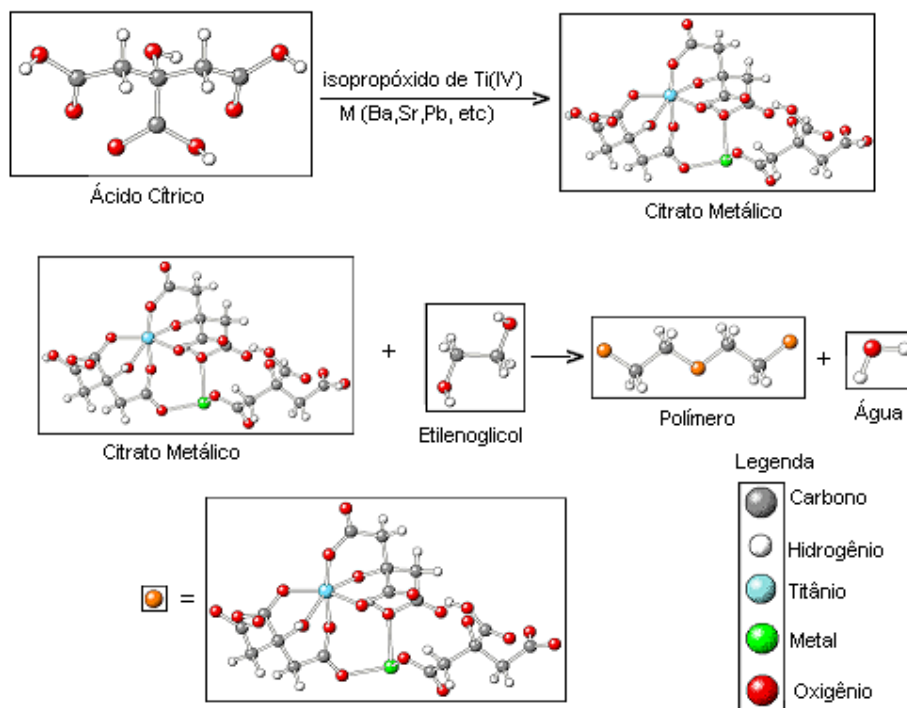 isopropóxido de Ti(IV)
M (Ba,Sr,Pb, etc)
Ácido Cítrico
Citrato Metálico
+
+
Citrato Metálico
Etilenoglicol
Polímero
Água
Legenda
Carbono
Hidrogênio
Titânio
Metal
Oxigênio
=